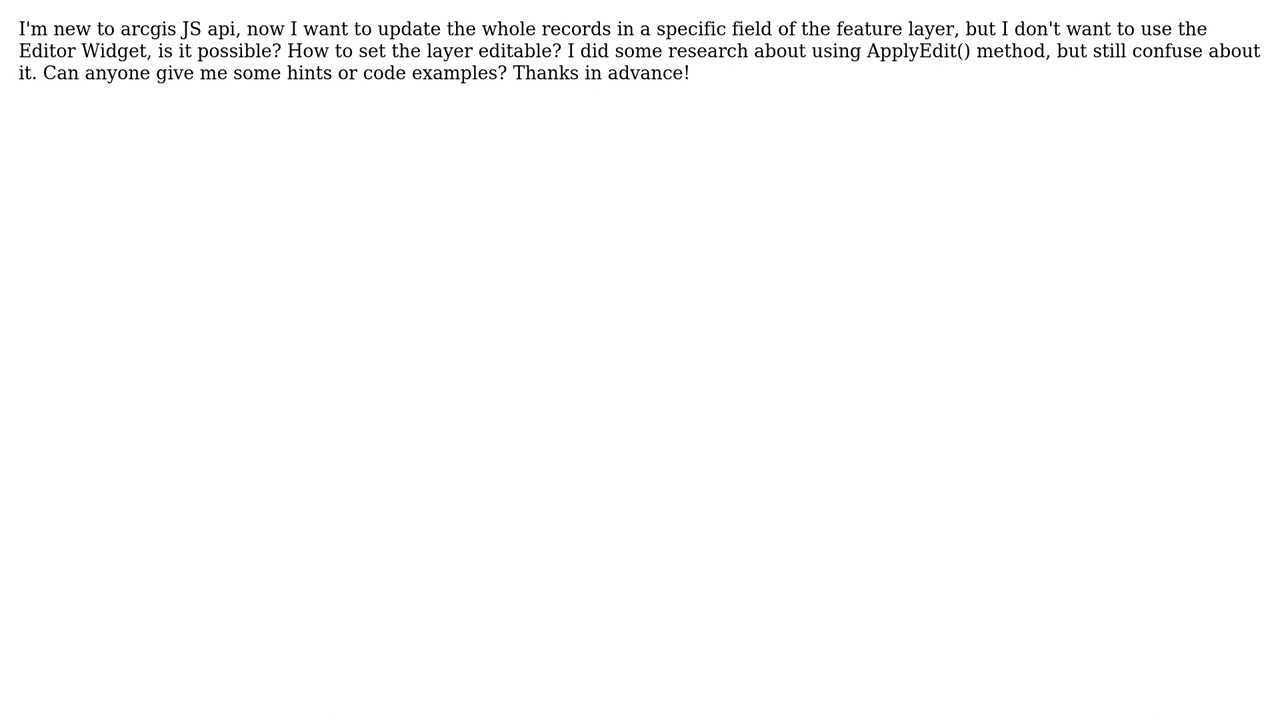 I'm new to arcgis JS api, now I want to update the whole records in a specific field of the feature layer, but I don't want to use the
Editor Widget, is it possible? How to set the layer editable? I did some research about using ApplyEdit() method, but still confuse about
it. Can anyone give me some hints or code examples? Thanks in advance!